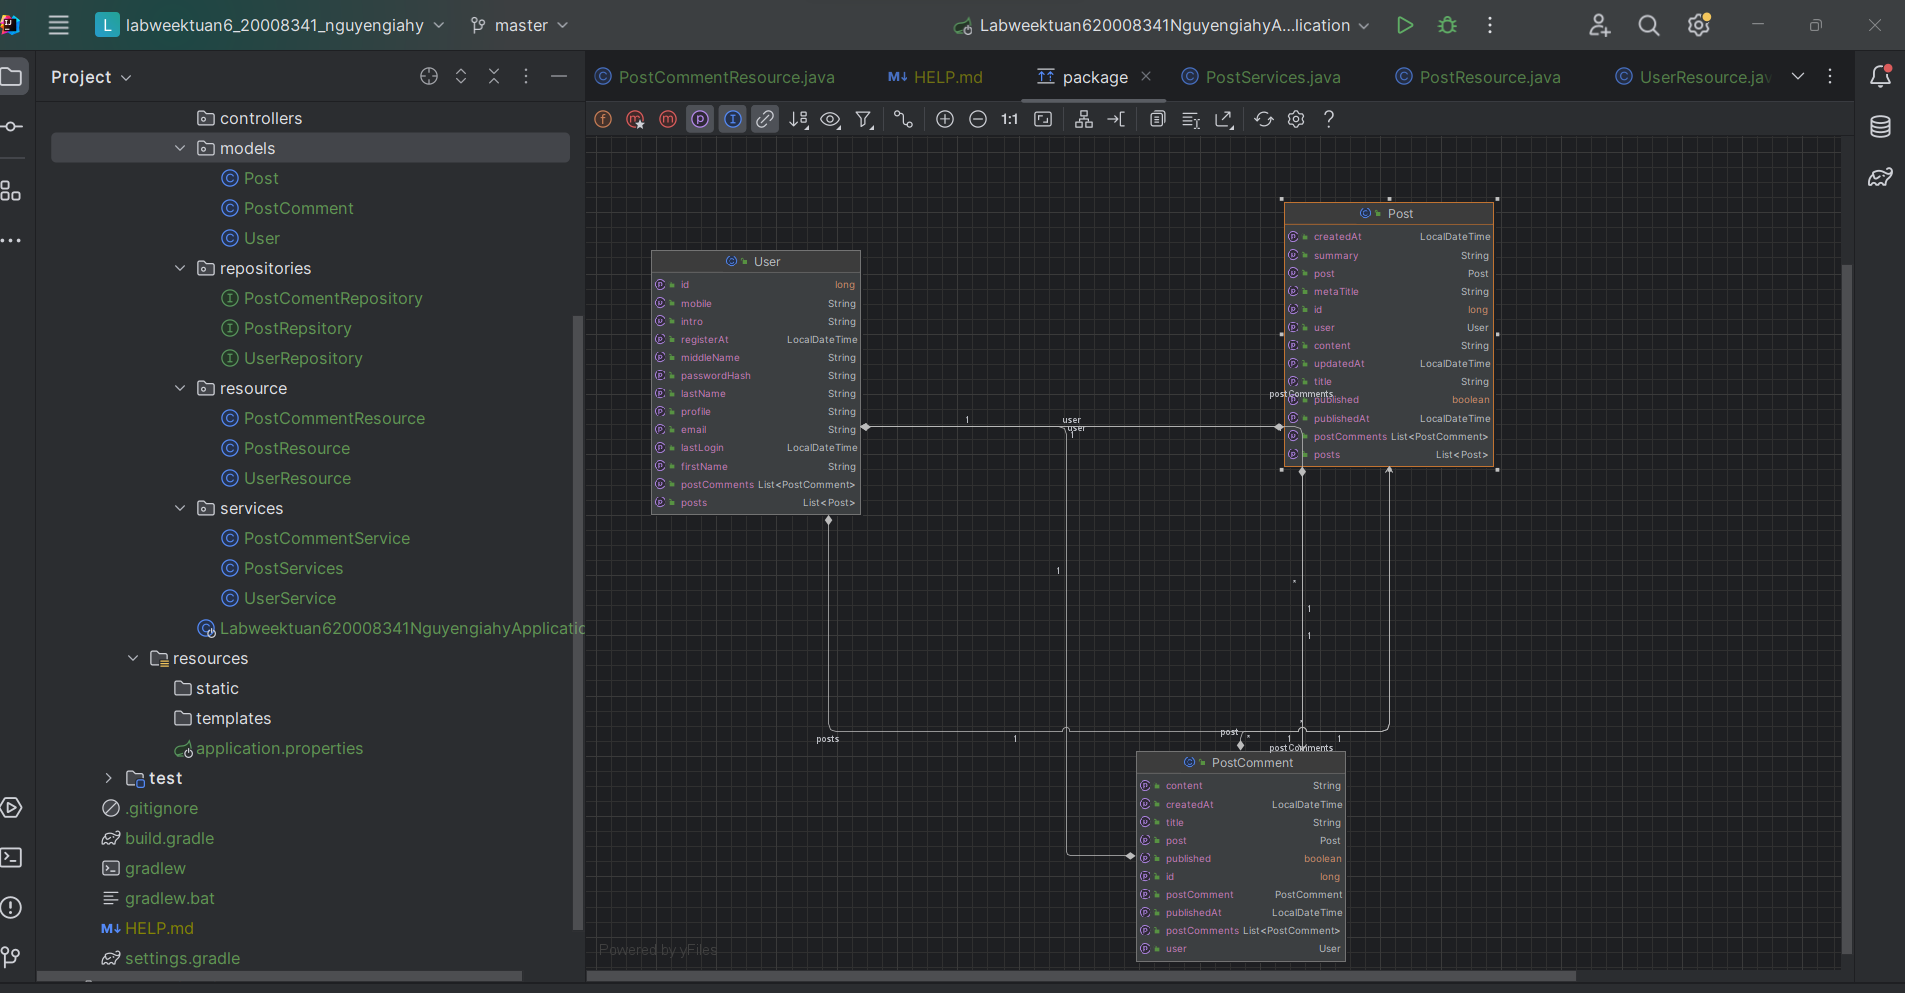 L labweektuan6_20008341_nguyengiahy master Labweektuan620008341NguyengiahyA...lication
Project
controllers
models
Post
PostComment
User
repositories
PostComentRepository
PostRepsitory
UserRepository
resource
PostCommentResource
PostResource
UserResource
services
PostCommentService
PostServices
UserService
Labweektuan620008341NguyengiahyApplicatio
resources
static
templates
application.properties
test
.gitignore
build.gradle
gradlew
gradlew.bat
M↓ HELP.md
settings.gradle
PostCommentResource.java M↓ HELP.md package PostServices.java PostResource.java UserResource.jav
1:1
User
id long
mobile String
intro String
registerAt LocalDateTime
middleName String
passwordHash String
lastName String
profile String
email String
lastLogin LocalDateTime
firstName String
postComments List<PostComment>
posts List<Post>
Post
createdAt LocalDateTime
summary String
post Post
metaTitle String
id long
user User
content String
updatedAt LocalDateTime
title String
published boolean
publishedAt LocalDateTime
postComments List<PostComment>
posts List<Post>
postComments
1 user
user
1
1
*
1
1
*
posts 1 post * 1 1
postComments
PostComment
content String
createdAt LocalDateTime
title String
post Post
published boolean
id long
postComment PostComment
publishedAt LocalDateTime
postComments List<PostComment>
user User
Powered by yFiles